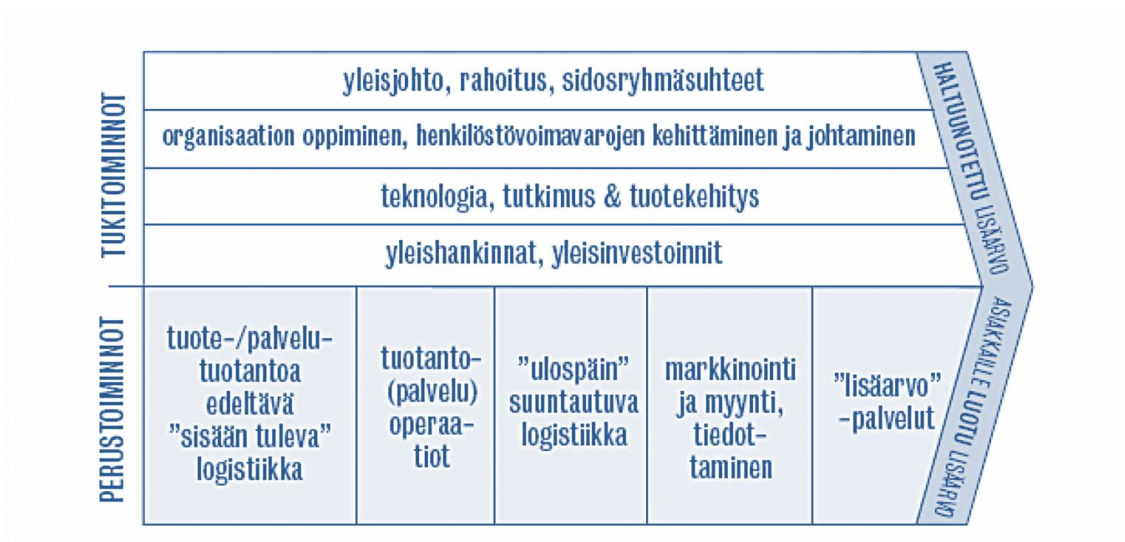 TUKITOIMINNOT
yleisjohto, rahoitus, sidosryhmäsuhteet
organisaation oppiminen, henkilöstövoimavarojen kehittäminen ja johtaminen
teknologia, tutkimus & tuotekehitys
yleishankinnat, yleisinvestoinnit
HALTUUNOTETTU LISÄARVO
PERUSTOIMINNOT
tuote-/palvelu-
tuotantoa
edeltävä
”sisään tuleva”
logistiikka
tuotanto-
(palvelu)
operaa-
tiot
”ulospäin”
suuntautuva
logistiikka
markkinointi
ja myynti,
tiedot-
taminen
”lisäarvo”
-palvelut
ASIAKKAILLE LUOTU LISÄARVO